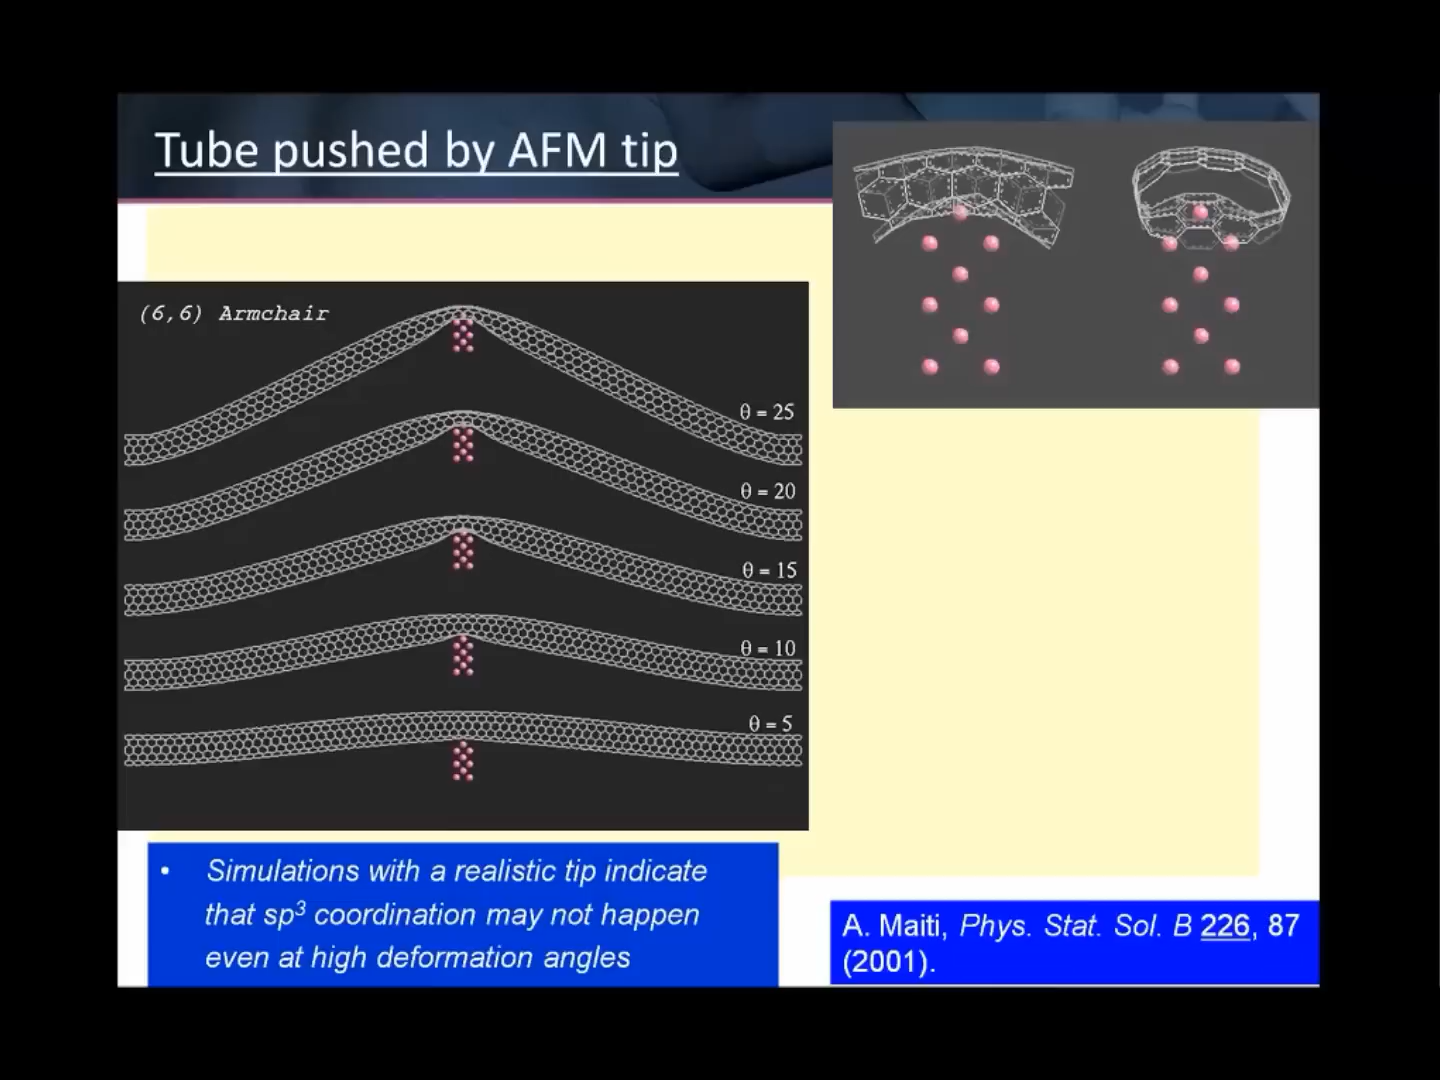 Tube pushed by AFM tip
(6,6) Armchair
θ = 25
θ = 20
θ = 15
θ = 10
θ = 5
• Simulations with a realistic tip indicate
that sp³ coordination may not happen
even at high deformation angles
A. Maiti, Phys. Stat. Sol. B 226, 87
(2001).